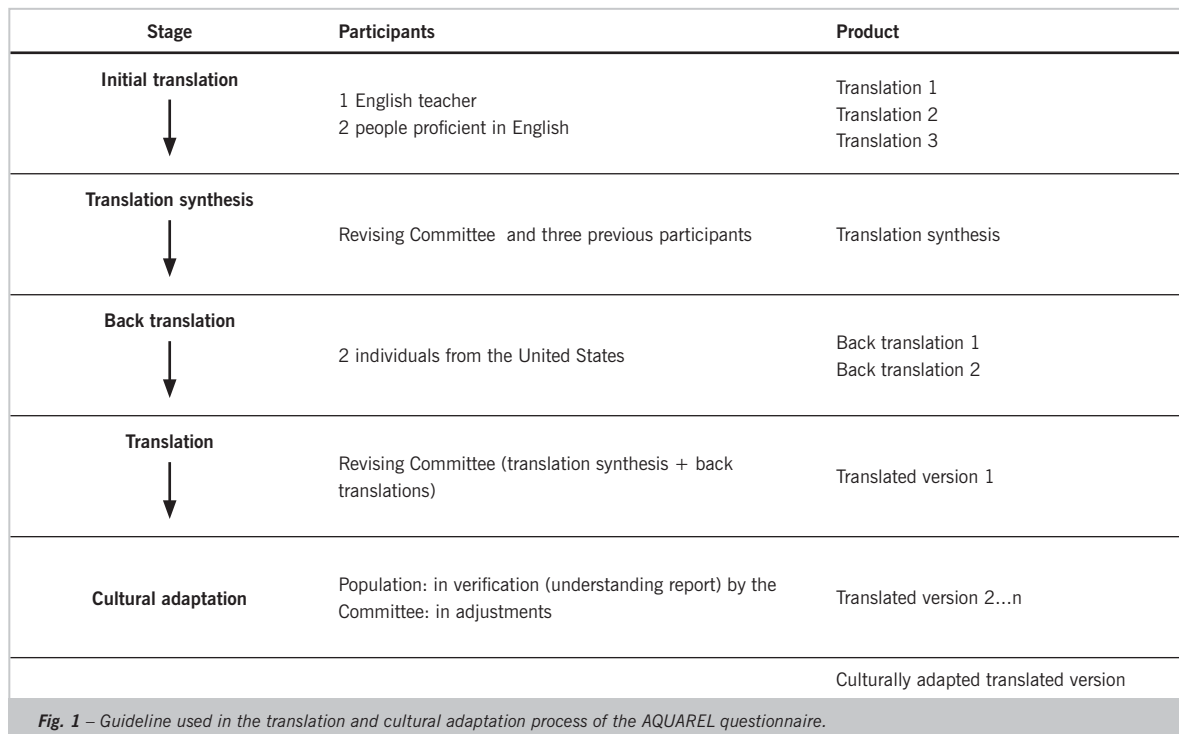 Stage Participants Product
Initial translation
1 English teacher
2 people proficient in English
Translation 1
Translation 2
Translation 3
Translation synthesis
Revising Committee and three previous participants
Translation synthesis
Back translation
2 individuals from the United States
Back translation 1
Back translation 2
Translation
Revising Committee (translation synthesis + back
translations)
Translated version 1
Cultural adaptation
Population: in verification (understanding report) by the
Committee: in adjustments
Translated version 2...n
Culturally adapted translated version
Fig. 1 – Guideline used in the translation and cultural adaptation process of the AQUAREL questionnaire.